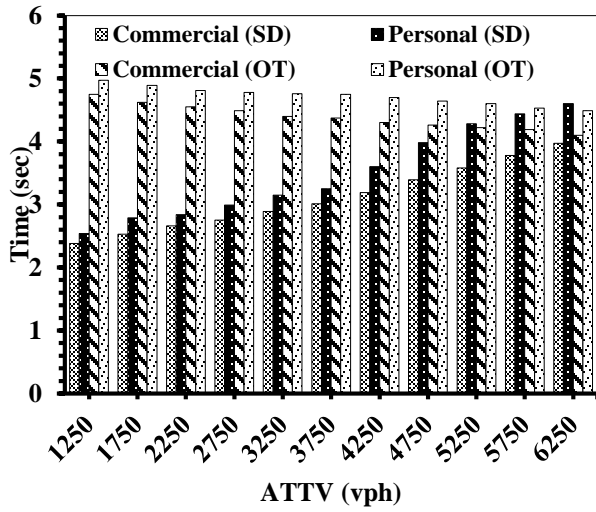 Time (sec)
6
5
4
3
2
1
0
Commercial (SD)
Personal (SD)
Commercial (OT)
Personal (OT)
1250 1750 2250 2750 3250 3750 4250 4750 5250 5750 6250
ATTV (vph)